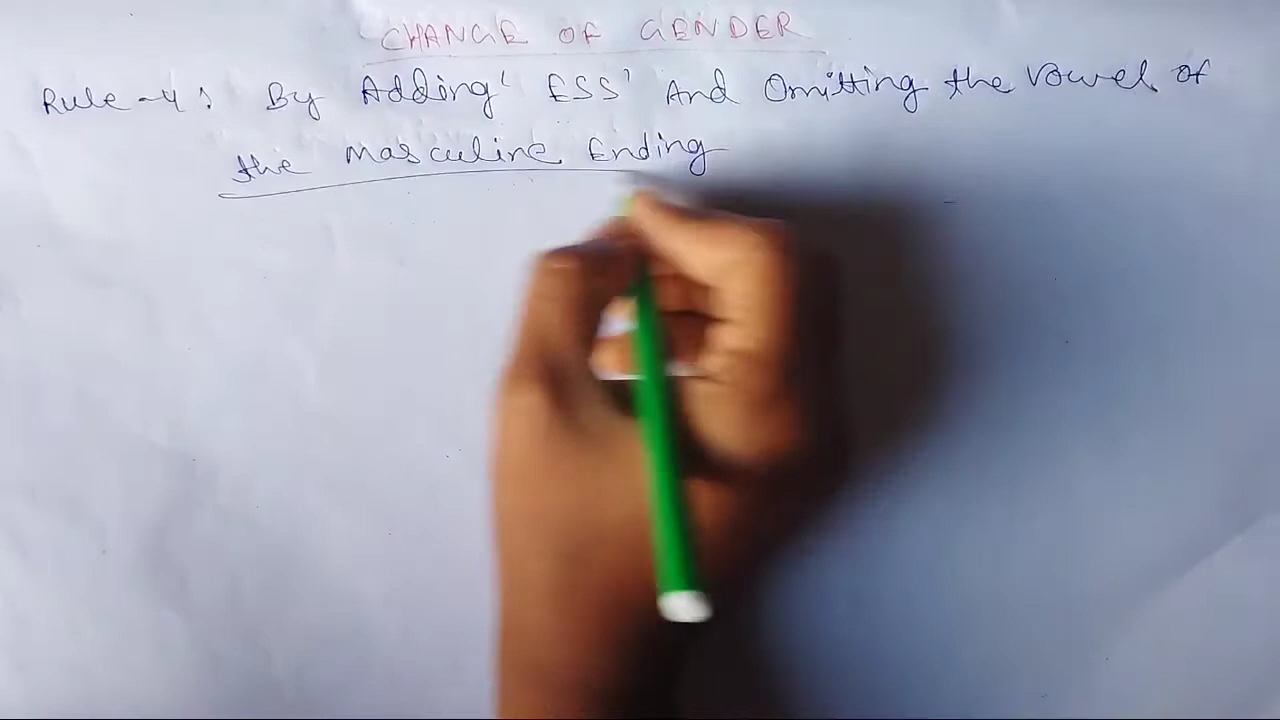 CHANGE OF GENDER
Rule-4: By Adding 'ESS' And Omitting the Vowel of
the Masculine Ending